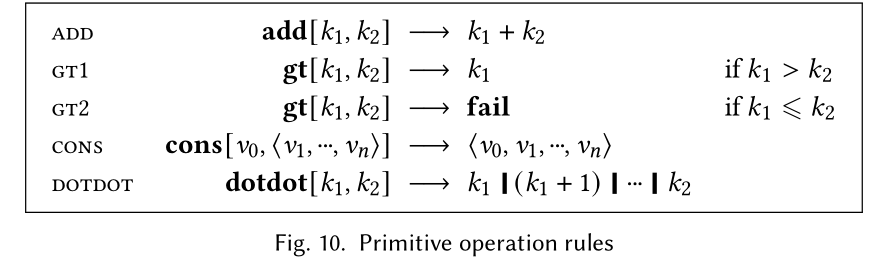 ADD add[k₁, k₂] ⟶ k₁ + k₂
GT1 gt[k₁, k₂] ⟶ k₁ if k₁ > k₂
GT2 gt[k₁, k₂] ⟶ fail if k₁ ⩽ k₂
CONS cons[v₀, ⟨v₁, ···, vₙ⟩] ⟶ ⟨v₀, v₁, ···, vₙ⟩
DOTDOT dotdot[k₁, k₂] ⟶ k₁ | (k₁ + 1) | ··· | k₂
Fig. 10. Primitive operation rules